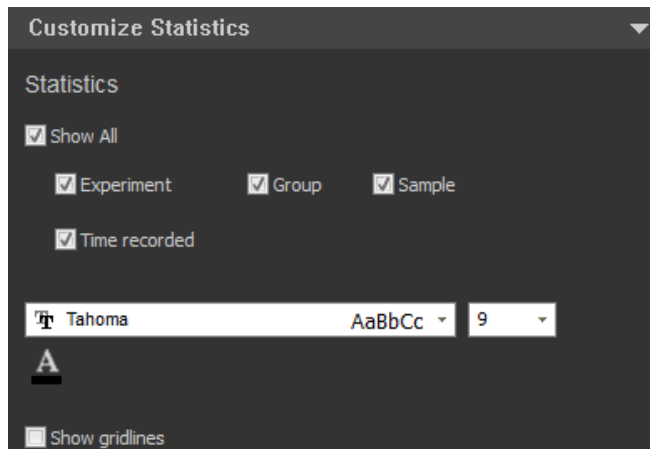 Customize Statistics
Statistics
Show All
Experiment Group Sample
Time recorded
Tahoma AaBbCc 9
A
Show gridlines